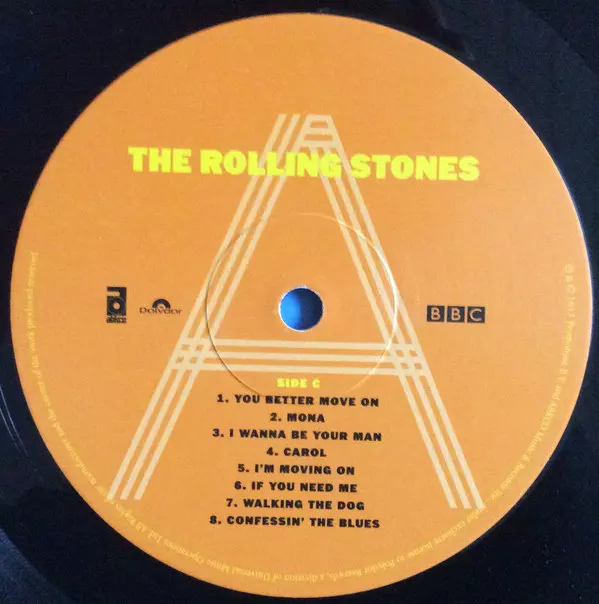 THE ROLLING STONES
abkco
polydor
BBC
SIDE C
1. YOU BETTER MOVE ON
2. MONA
3. I WANNA BE YOUR MAN
4. CAROL
5. I'M MOVING ON
6. IF YOU NEED ME
7. WALKING THE DOG
8. CONFESSIN' THE BLUES